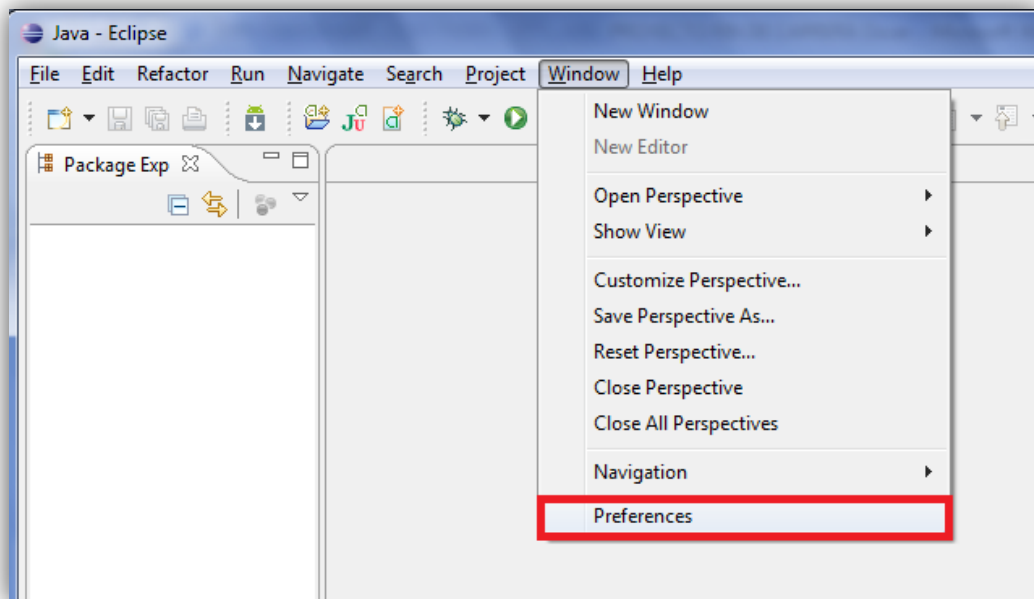 Java - Eclipse
File Edit Refactor Run Navigate Search Project Window Help
Package Exp
New Window
New Editor
Open Perspective
Show View
Customize Perspective...
Save Perspective As...
Reset Perspective...
Close Perspective
Close All Perspectives
Navigation
Preferences